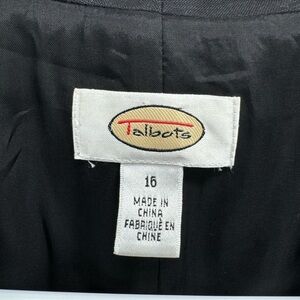 Talbots
16
MADE IN
CHINA
FABRIQUÉ EN
CHINE